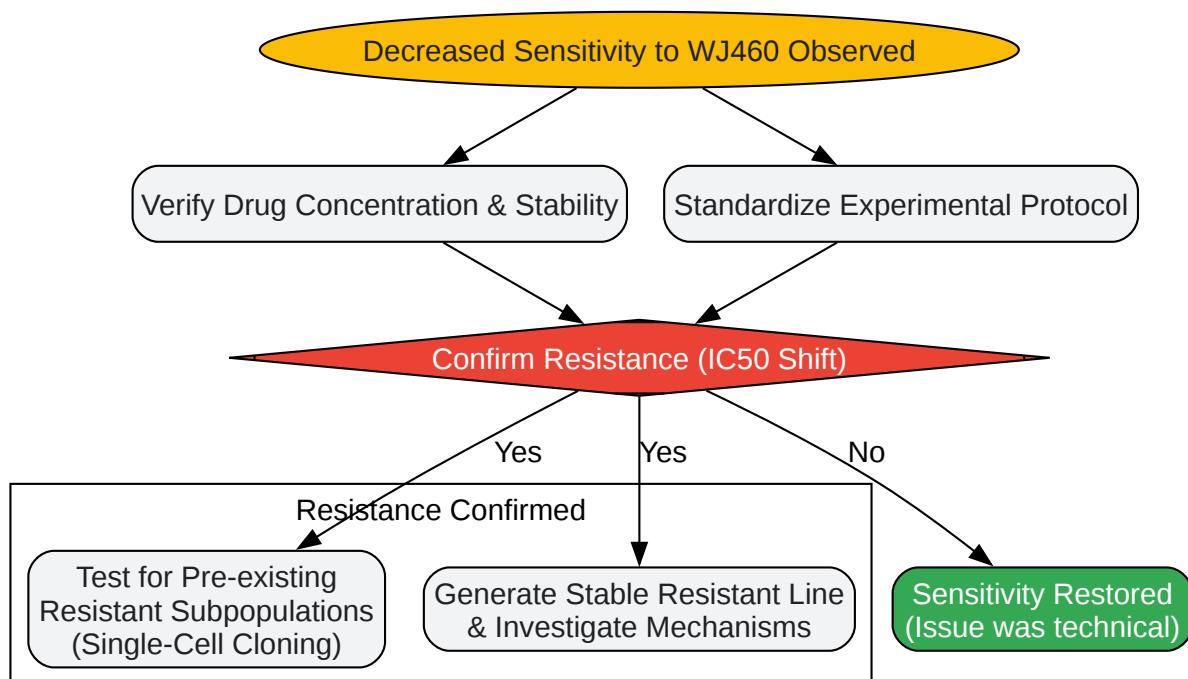 Decreased Sensitivity to WJ460 Observed
Verify Drug Concentration & Stability
Standardize Experimental Protocol
Confirm Resistance (IC50 Shift)
Yes
Yes
No
Resistance Confirmed
Test for Pre-existing
Resistant Subpopulations
(Single-Cell Cloning)
Generate Stable Resistant Line
& Investigate Mechanisms
Sensitivity Restored
(Issue was technical)